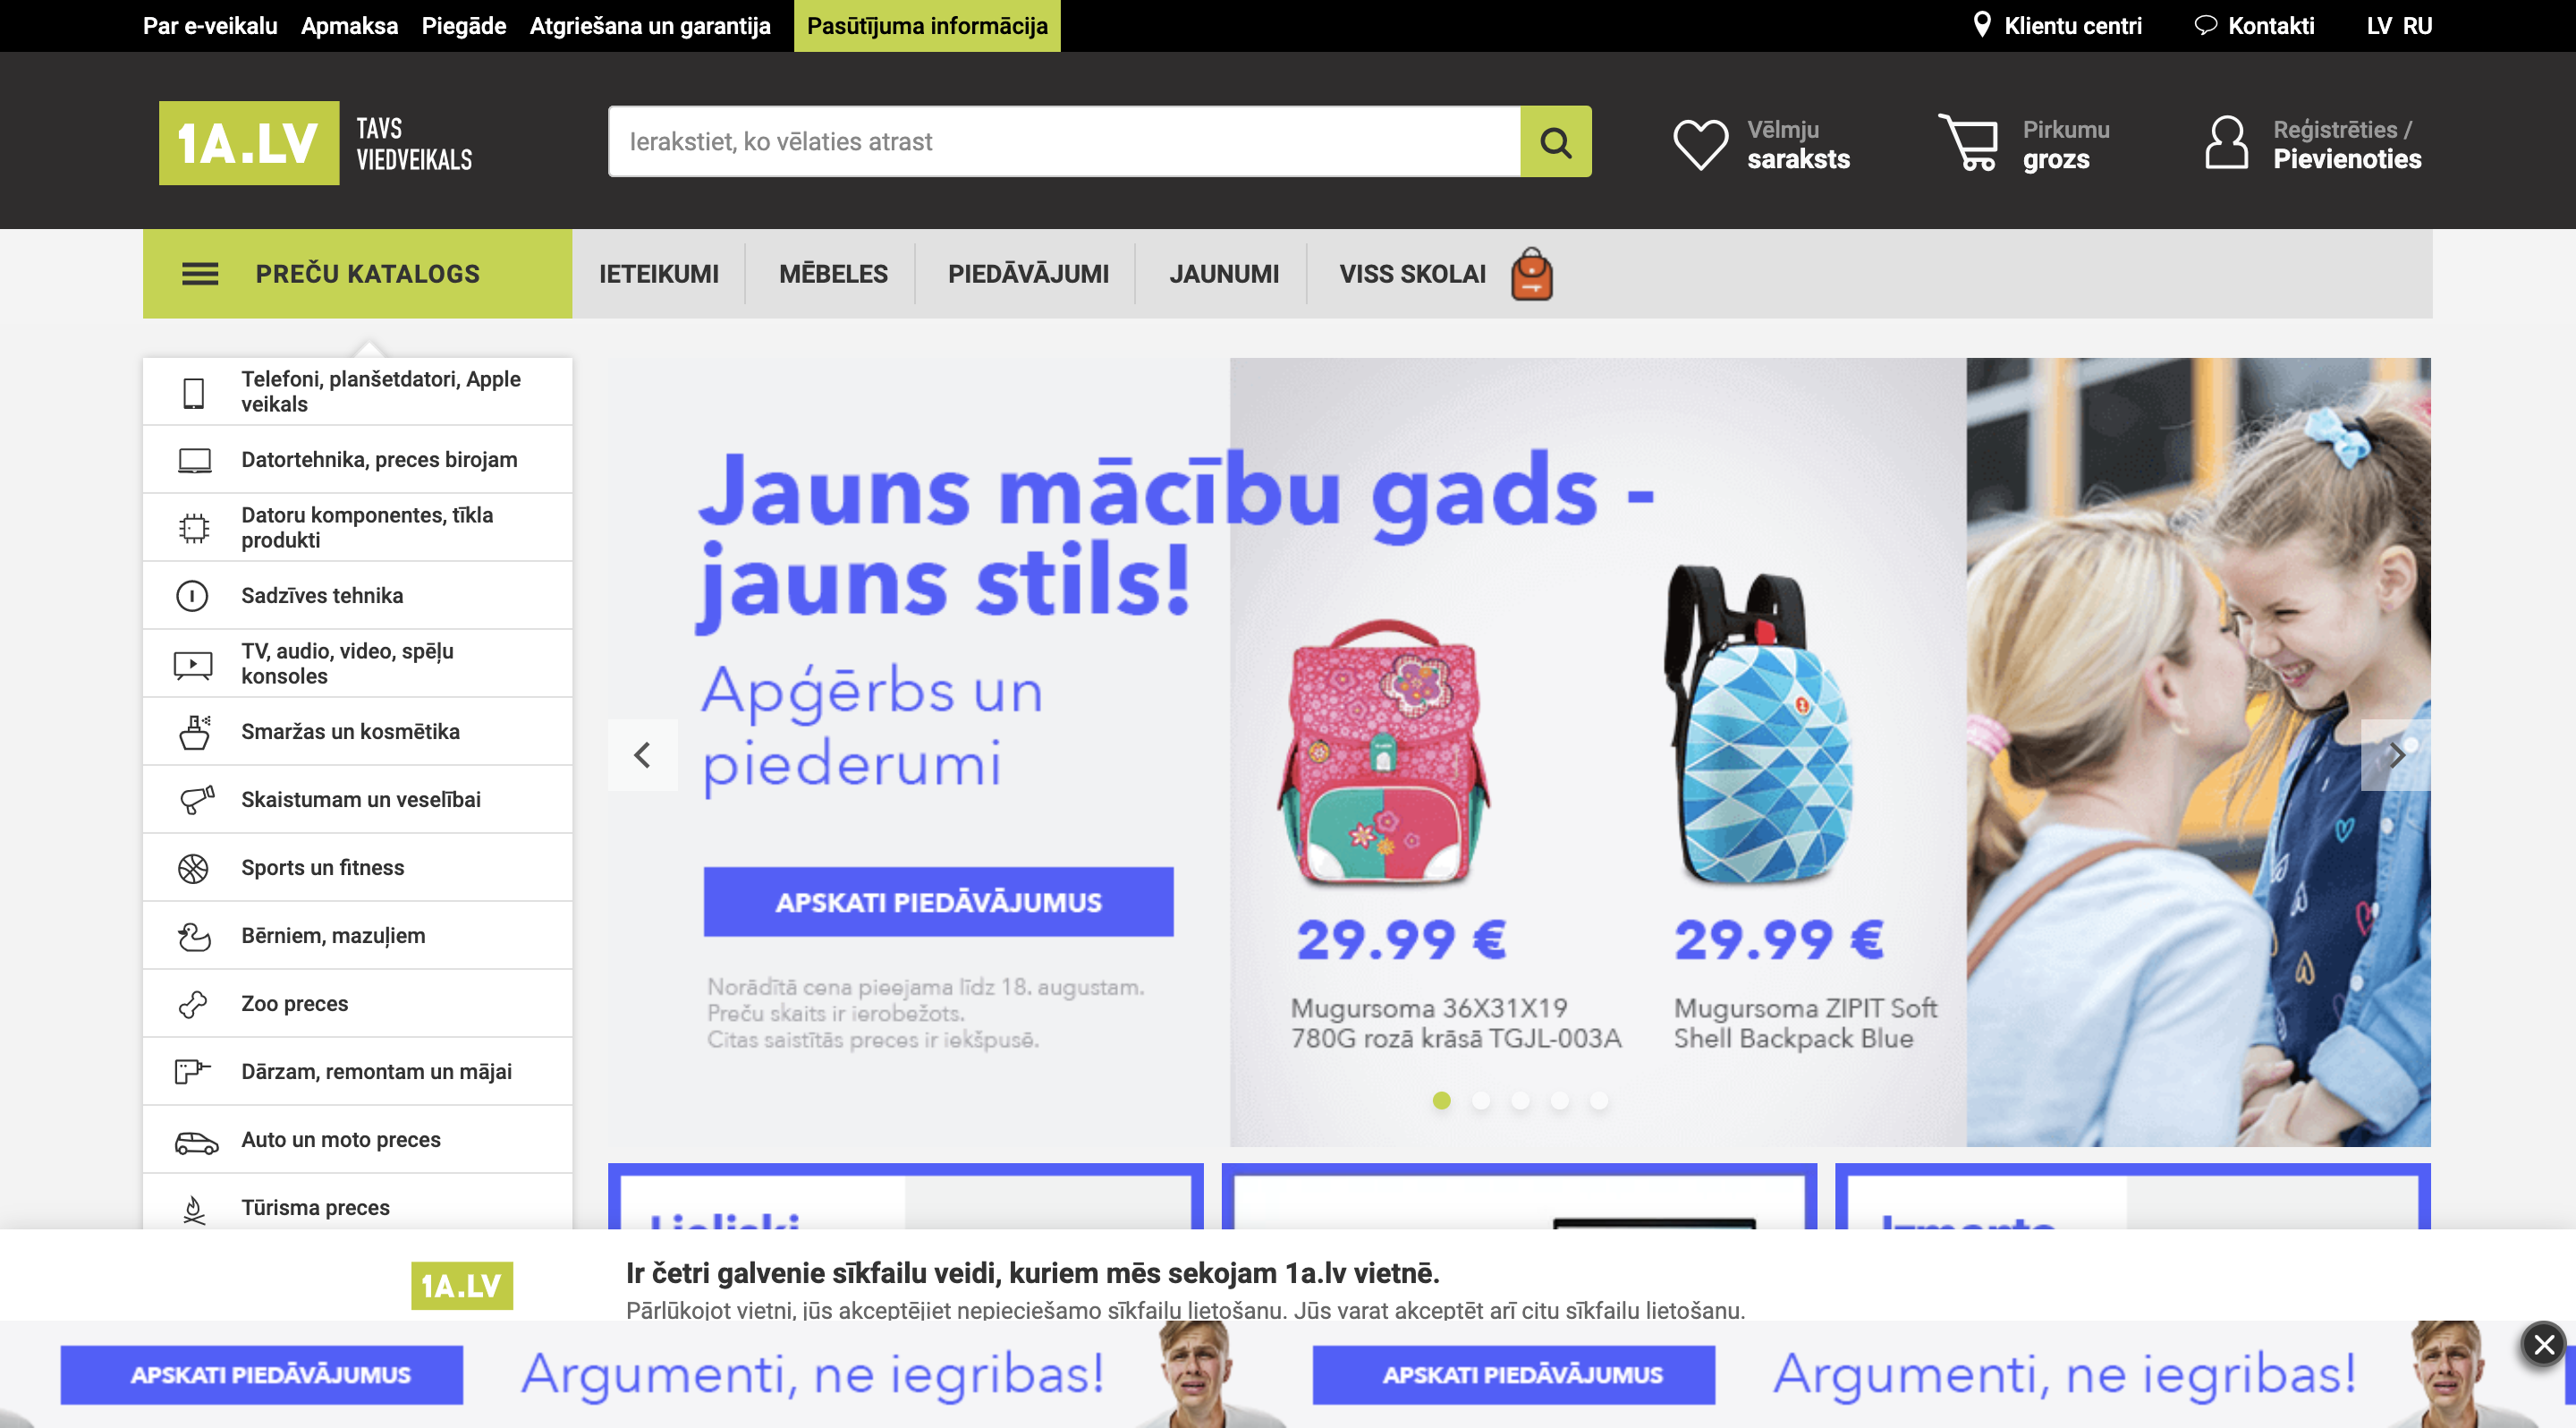 Par e-veikalu Apmaksa Piegāde Atgriešana un garantija Pasūtījuma informācija Klientu centri Kontakti LV RU
1A.LV TAVS
VIEDVEIKALS
Ierakstiet, ko vēlaties atrast
Vēlmju
saraksts
Pirkumu
grozs
Reģistrēties /
Pievienoties
PREČU KATALOGS IETEIKUMI MĒBELES PIEDĀVĀJUMI JAUNUMI VISS SKOLAI
Telefoni, planšetdatori, Apple
veikals
Datortehnika, preces birojam
Datoru komponentes, tīkla
produkti
Sadzīves tehnika
TV, audio, video, spēļu
konsoles
Smaržas un kosmētika
Skaistumam un veselībai
Sports un fitness
Bērniem, mazuļiem
Zoo preces
Dārzam, remontam un mājai
Auto un moto preces
Tūrisma preces
Jauns mācību gads -
jauns stils!
Apģērbs un
piederumi
APSKATI PIEDĀVĀJUMUS
Norādītā cena pieejama līdz 18. augustam.
Preču skaits ir ierobežots.
Citas saistītās preces ir iekšpusē.
29.99 €
Mugursoma 36X31X19
780G rozā krāsā TGJL-003A
29.99 €
Mugursoma ZIPIT Soft
Shell Backpack Blue
Lieliski
1A.LV
Ir četri galvenie sīkfailu veidi, kuriem mēs sekojam 1a.lv vietnē.
Pārlūkojot vietni, jūs akceptējiet nepieciešamo sīkfailu lietošanu. Jūs varat akceptēt arī citu sīkfailu lietošanu.
APSKATI PIEDĀVĀJUMUS Argumenti, ne iegribas! APSKATI PIEDĀVĀJUMUS Argumenti, ne iegribas!